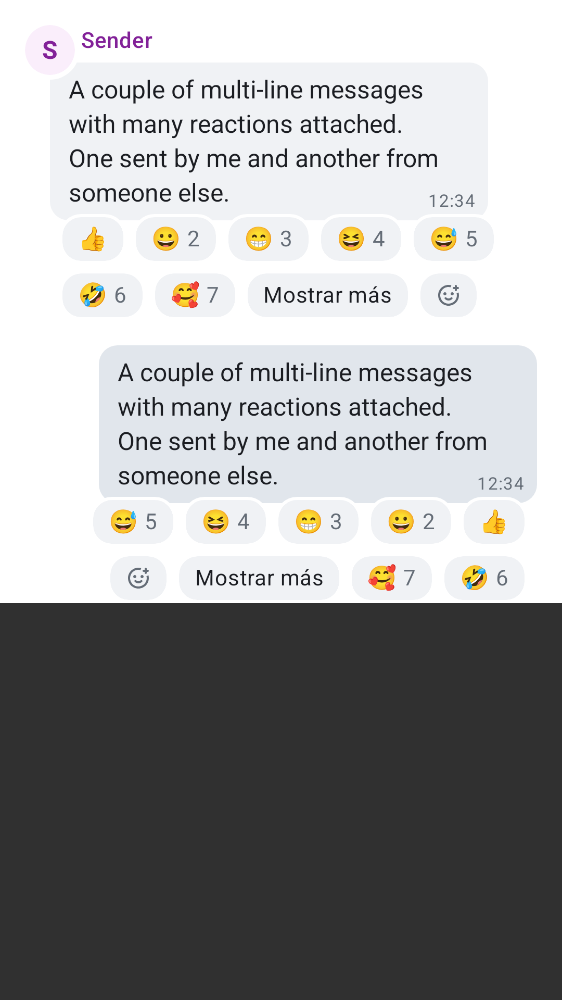 S
Sender
A couple of multi-line messages
with many reactions attached.
One sent by me and another from
someone else.
12:34
👍 😀 2 😁 3 😆 4 😅 5
🤣 6 🥰 7 Mostrar más
A couple of multi-line messages
with many reactions attached.
One sent by me and another from
someone else.
12:34
😅 5 😆 4 😁 3 😀 2 👍
Mostrar más 🥰 7 🤣 6